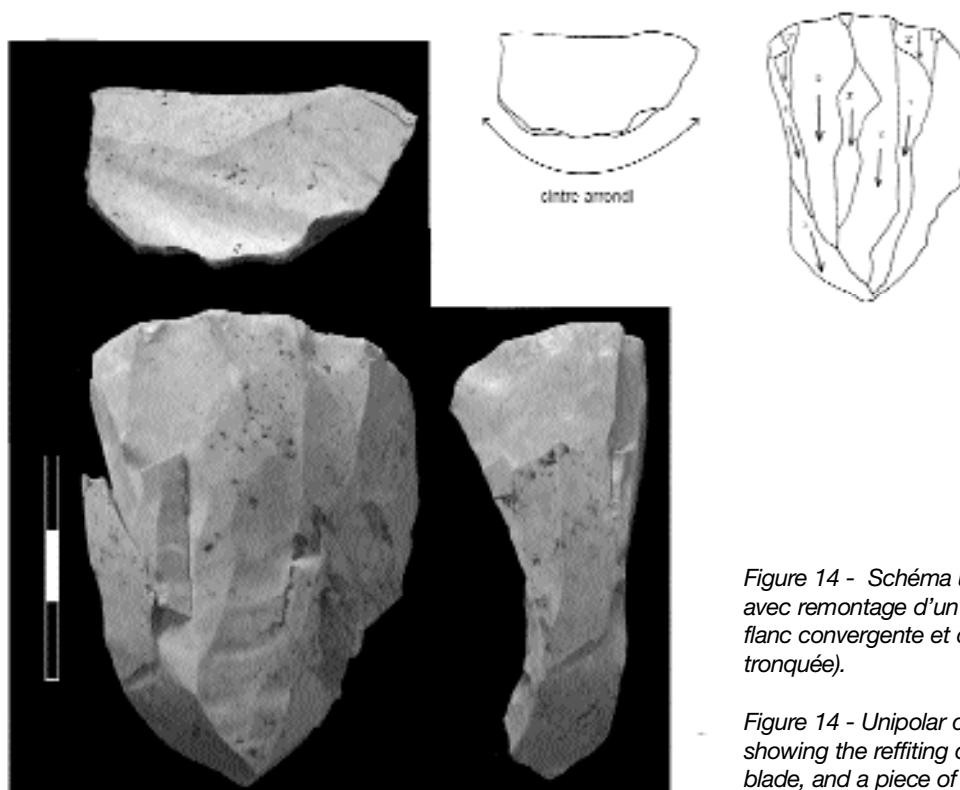 cintre arrondi
Figure 14 - Schéma
avec remontage d'un
flanc convergente et
tronquée).
Figure 14 - Unipolar
showing the reffiting
blade, and a piece of